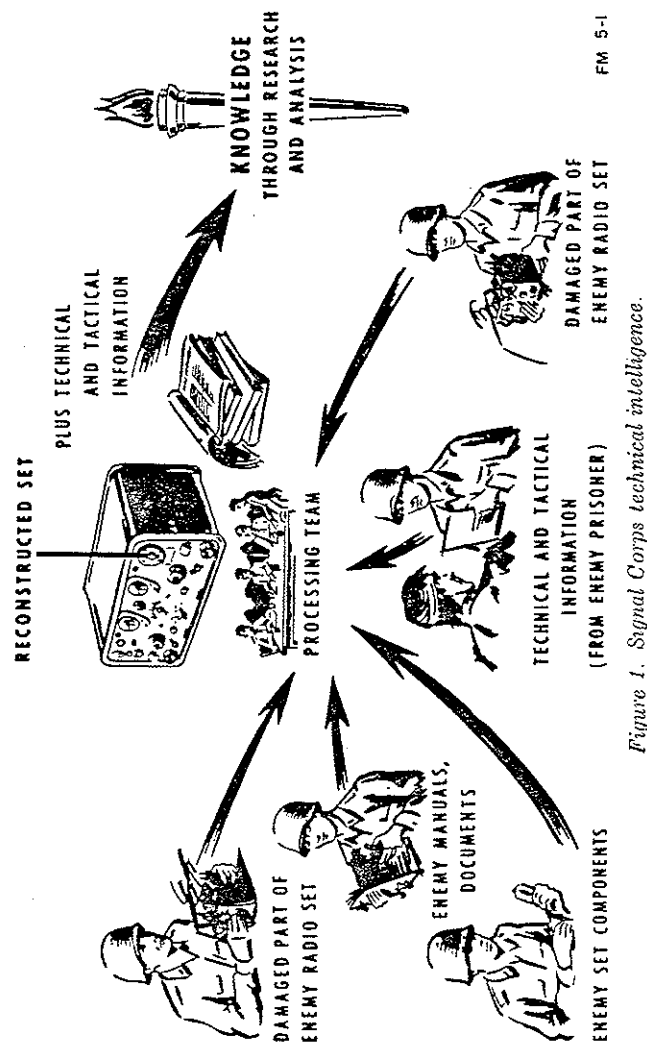 RECONSTRUCTED SET
PLUS TECHNICAL
AND TACTICAL
INFORMATION
KNOWLEDGE
THROUGH RESEARCH
AND ANALYSIS
PROCESSING TEAM
DAMAGED PART OF
ENEMY RADIO SET
ENEMY MANUALS,
DOCUMENTS
ENEMY SET COMPONENTS
TECHNICAL AND TACTICAL
INFORMATION
(FROM ENEMY PRISONER)
DAMAGED PART OF
ENEMY RADIO SET
FM 5-1
Figure 1. Signal Corps technical intelligence.